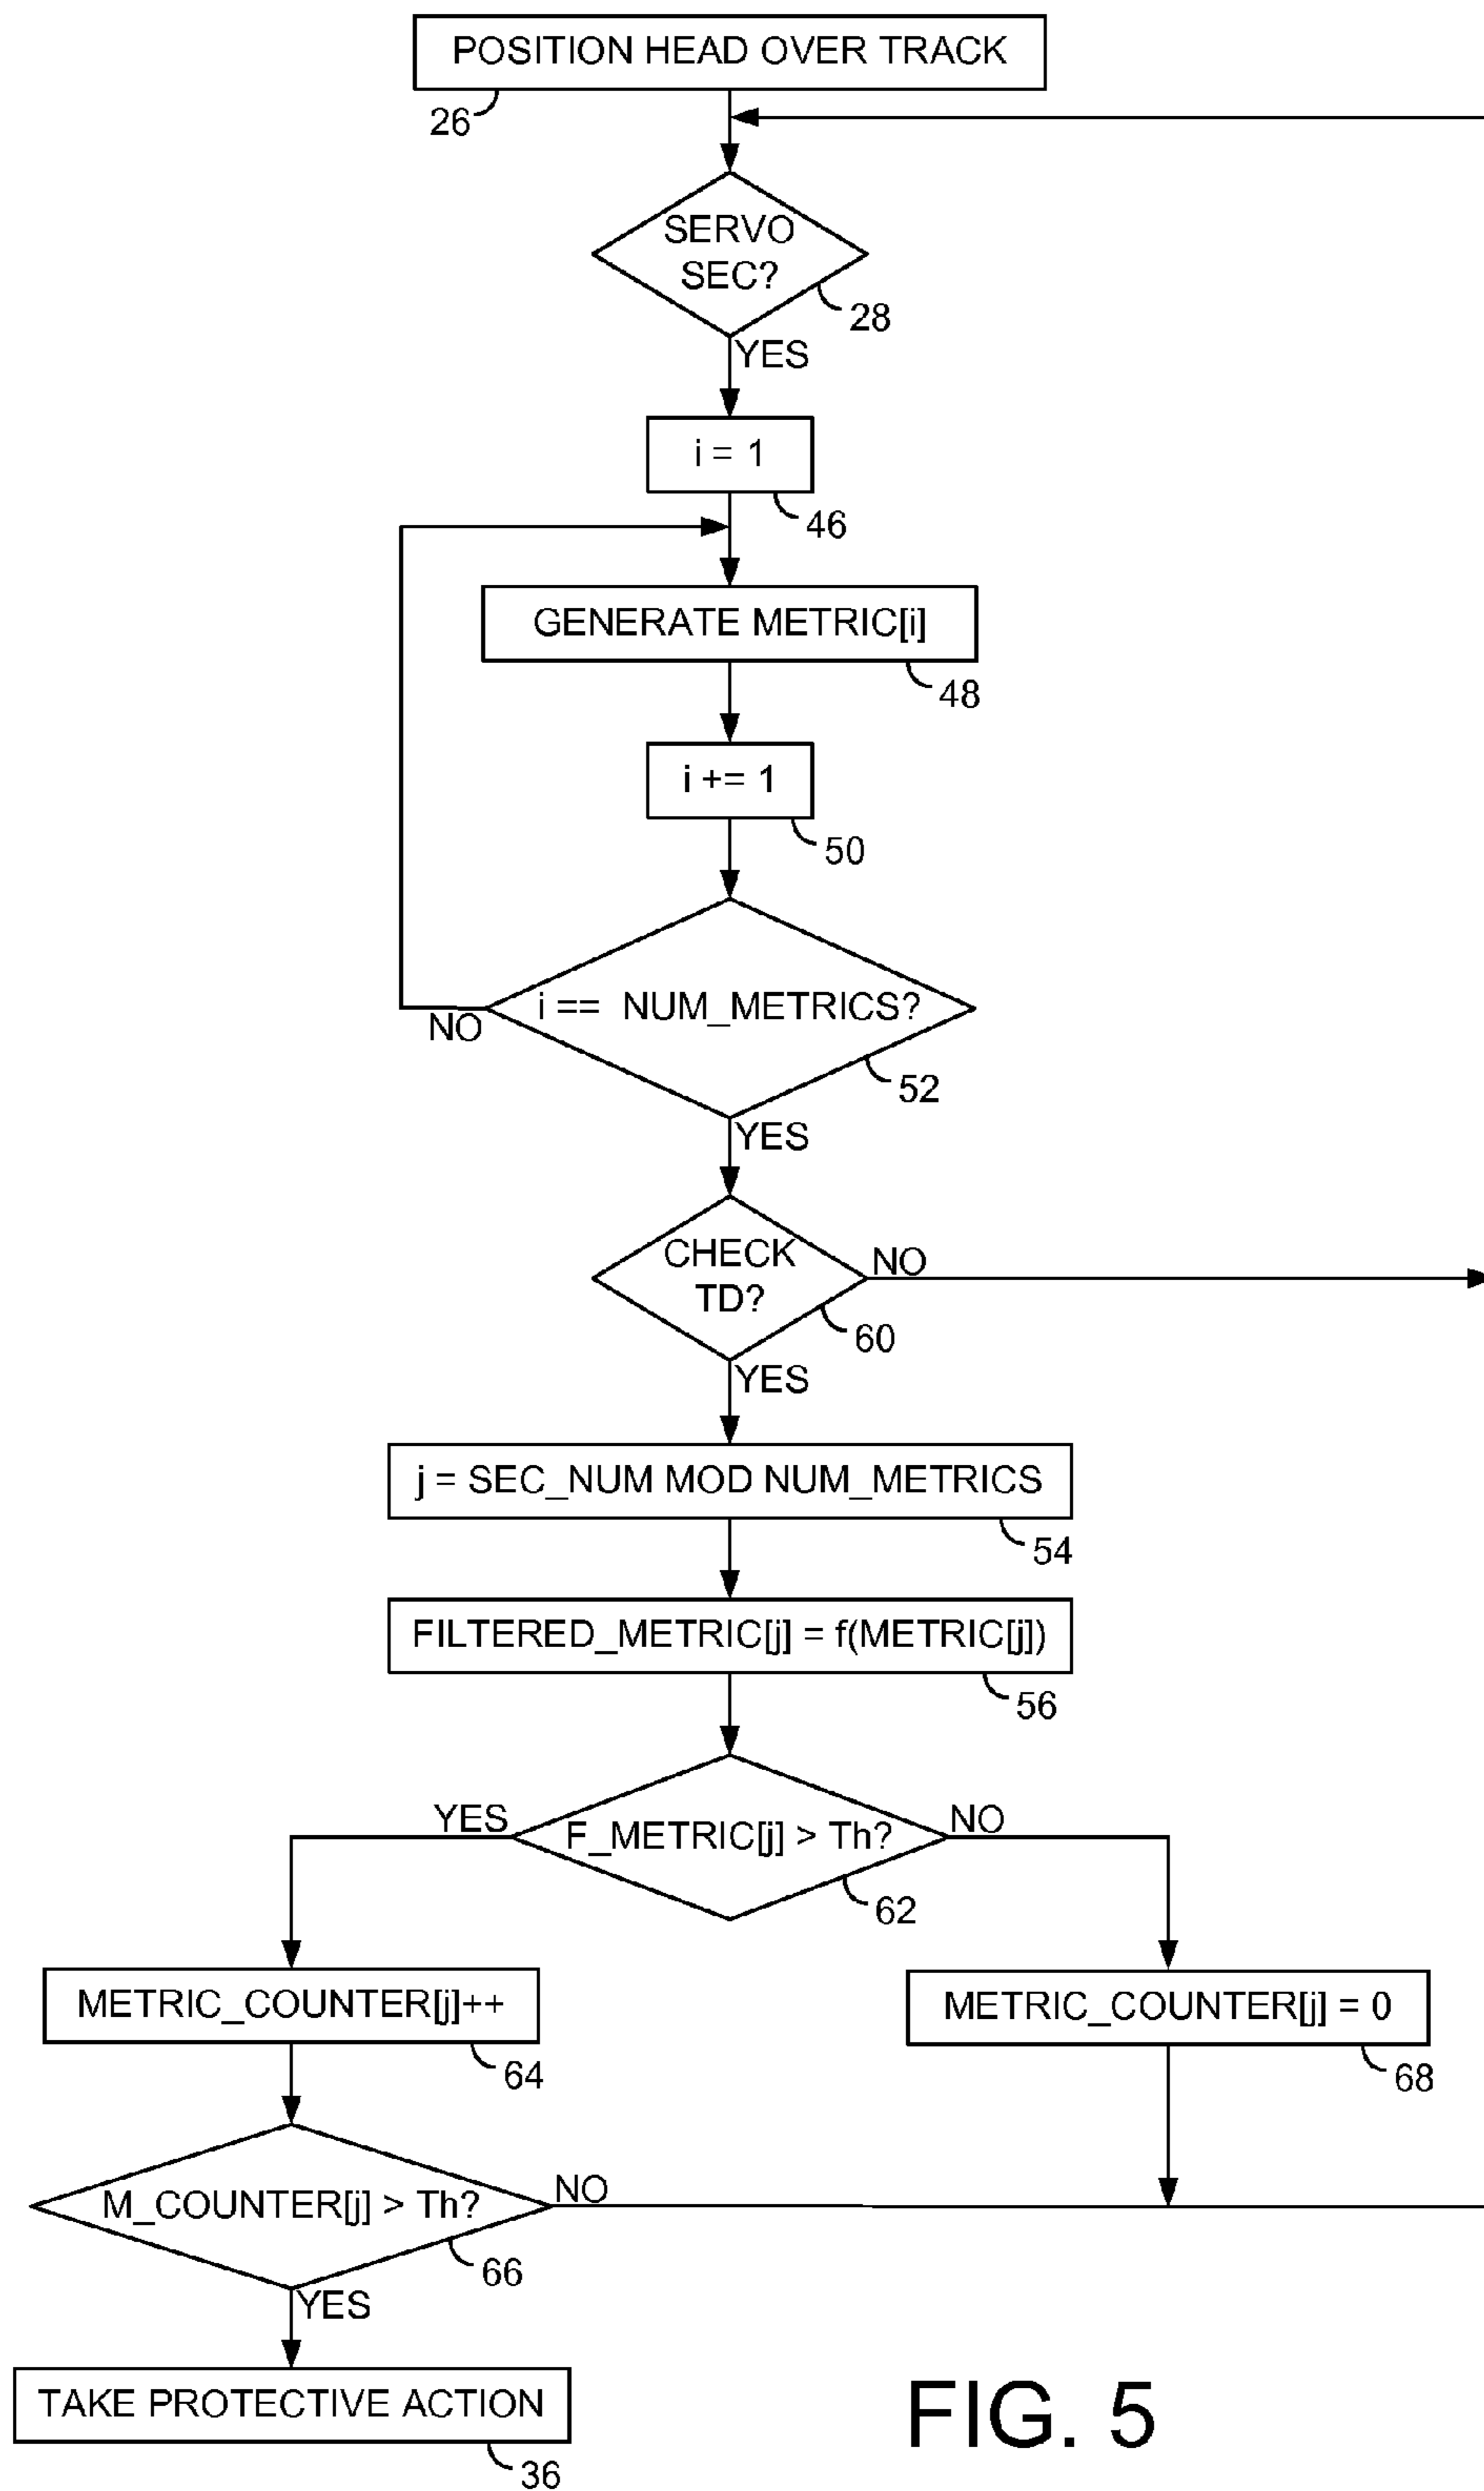 POSITION HEAD OVER TRACK
26
SERVO
SEC?
28
YES
i = 1
46
GENERATE METRIC[i]
48
i += 1
50
i == NUM_METRICS?
NO
52
YES
CHECK
TD?
NO
60
YES
j = SEC_NUM MOD NUM_METRICS
54
FILTERED_METRIC[j] = f(METRIC[j])
56
YES
F_METRIC[j] > Th?
NO
62
METRIC_COUNTER[j]++
64
METRIC_COUNTER[j] = 0
68
M_COUNTER[j] > Th?
NO
66
YES
TAKE PROTECTIVE ACTION
36
FIG. 5